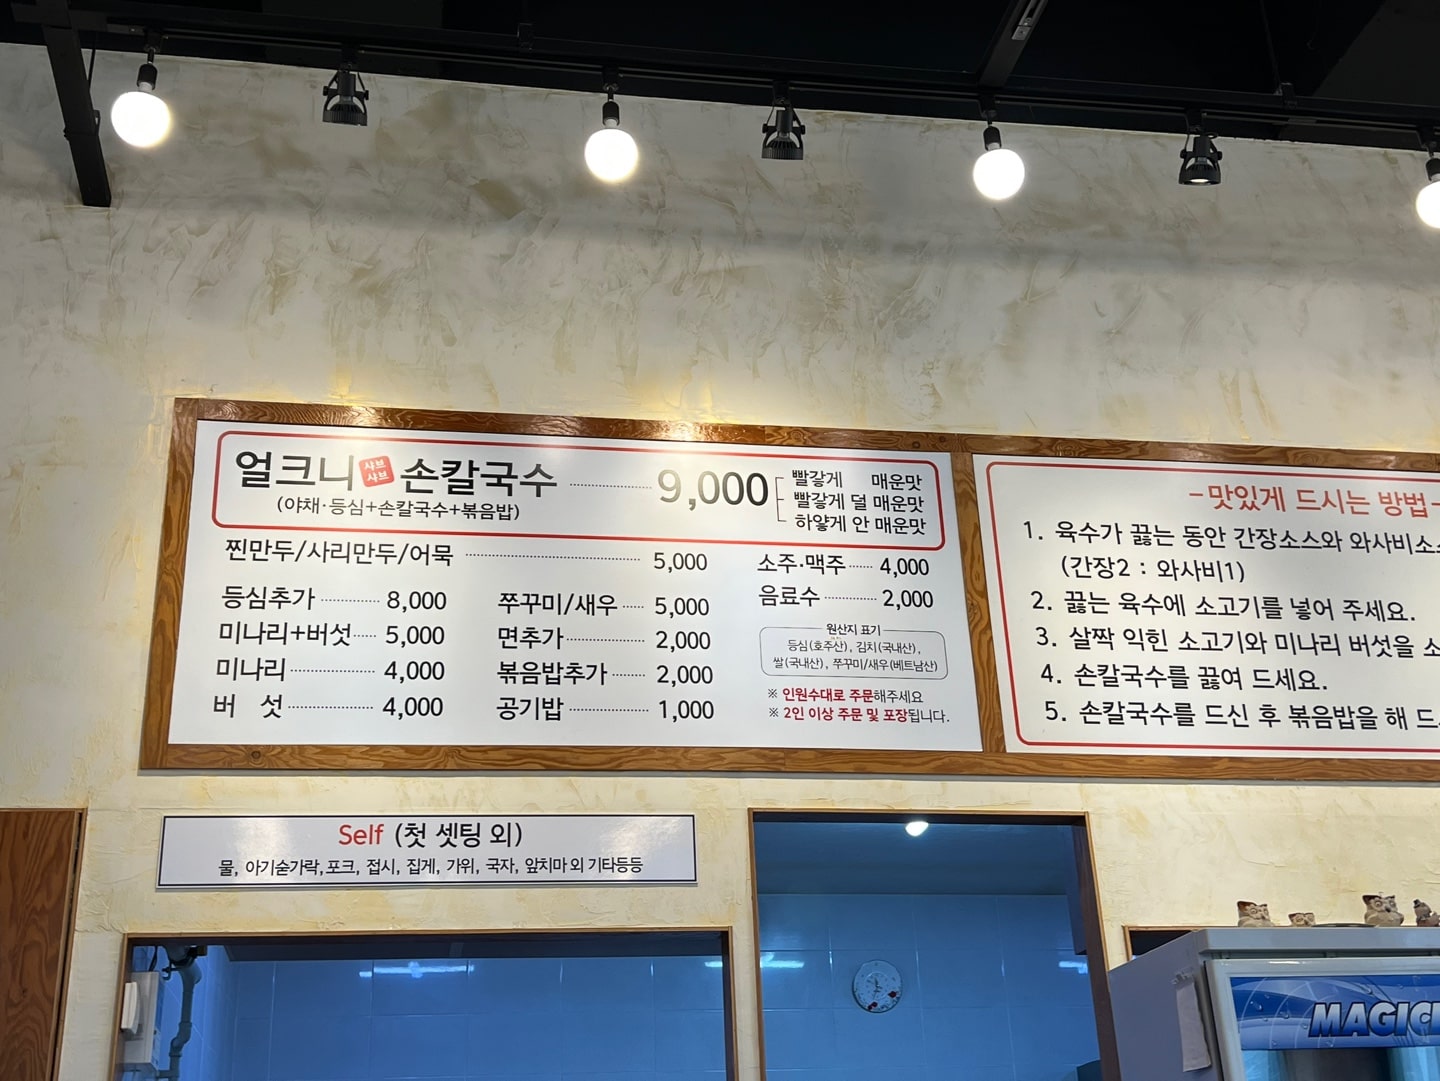 얼크니 샤브샤브 손칼국수 9,000
(야채·등심+손칼국수+볶음밥)
빨갛게 매운맛
빨갛게 덜 매운맛
하얗게 안 매운맛
찐만두/사리만두/어묵 5,000
등심추가 8,000
미나리+버섯 5,000
미나리 4,000
버 섯 4,000
쭈꾸미/새우 5,000
면추가 2,000
볶음밥추가 2,000
공기밥 1,000
소주·맥주 4,000
음료수 2,000
원산지 표기
등심(호주산), 김치(국내산),
쌀(국내산), 쭈꾸미/새우(베트남산)
※ 인원수대로 주문해주세요
※ 2인 이상 주문 및 포장됩니다.
-맛있게 드시는 방법-
1. 육수가 끓는 동안 간장소스와 와사비소스
(간장2 : 와사비1)
2. 끓는 육수에 소고기를 넣어 주세요.
3. 살짝 익힌 소고기와 미나리 버섯을
4. 손칼국수를 끓여 드세요.
5. 손칼국수를 드신 후 볶음밥을 해
Self (첫 셋팅 외)
물, 아기숟가락, 포크, 접시, 집게, 가위, 국자, 앞치마 외 기타등등
MAGIC